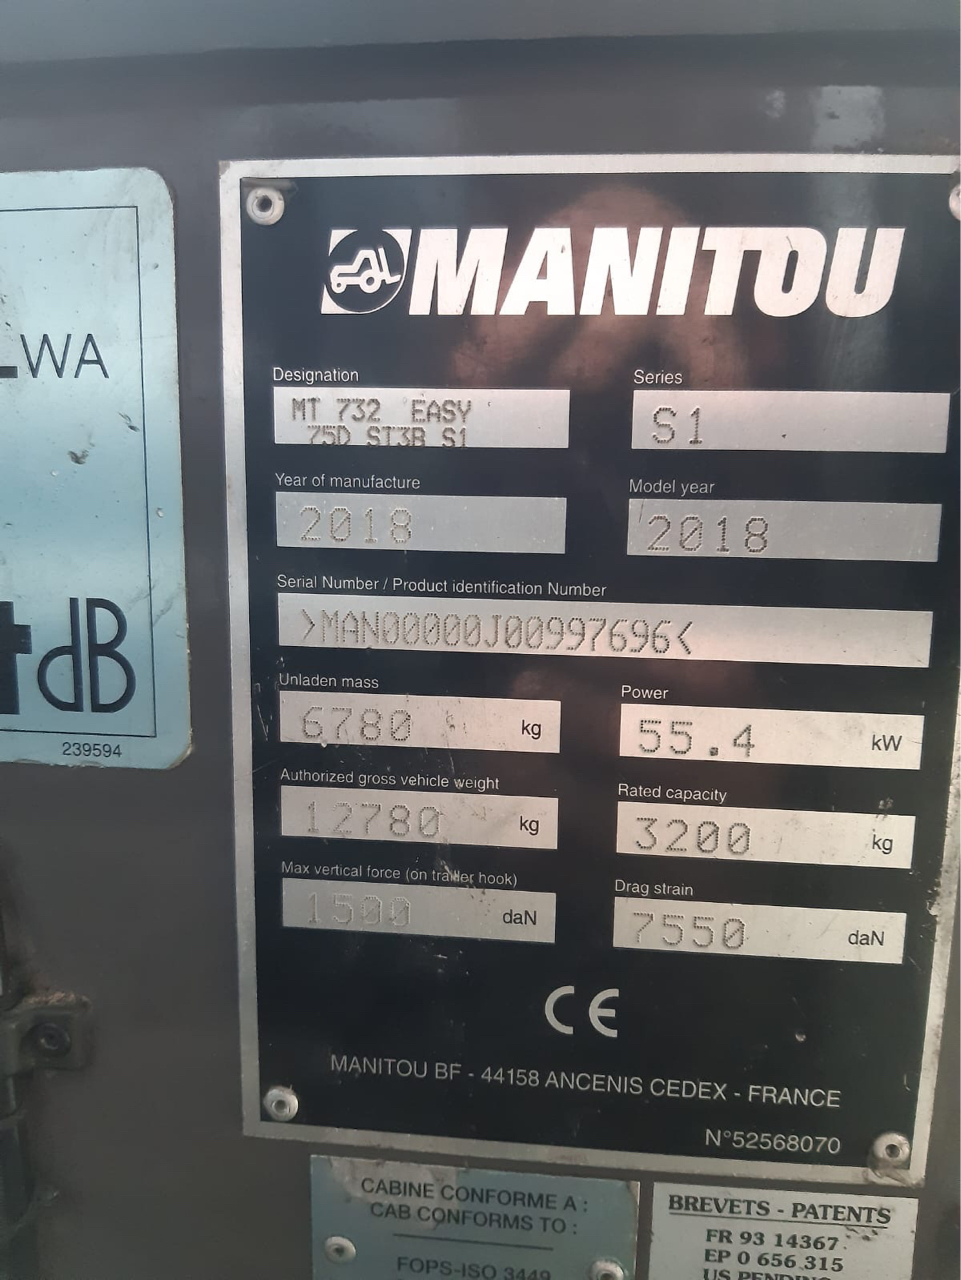 LWA
dB
239594
MANITOU
Designation
MT 732 EASY
75D ST3B S1
Series
S1
Year of manufacture
2018
Model year
2018
Serial Number / Product identification Number
>MAN00000J00997696<
Unladen mass
6780 kg
Power
55.4 kW
Authorized gross vehicle weight
12780 kg
Rated capacity
3200 kg
Max vertical force (on trailer hook)
1500 daN
Drag strain
7550 daN
CE
MANITOU BF - 44158 ANCENIS CEDEX - FRANCE
N°52568070
CABINE CONFORME A :
CAB CONFORMS TO :
FOPS-ISO 3449
BREVETS - PATENTS
FR 93 14367
EP 0 656 315
US PENDING